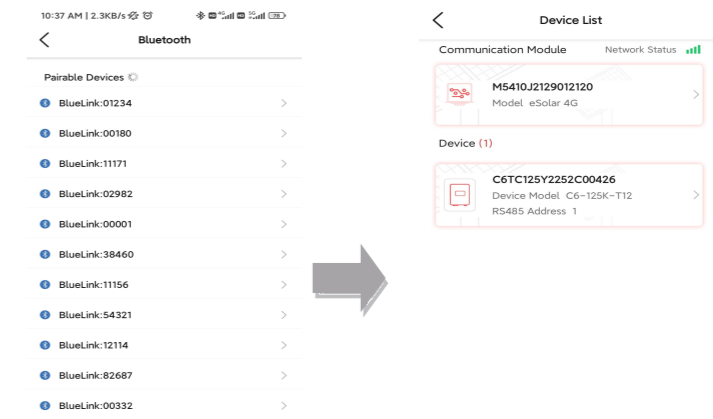 10:37 AM | 2.3KB/s
Bluetooth
Pairable Devices
BlueLink:01234
BlueLink:00180
BlueLink:11171
BlueLink:02982
BlueLink:00001
BlueLink:38460
BlueLink:11156
BlueLink:54321
BlueLink:12114
BlueLink:82687
BlueLink:00332
Device List
Communication Module Network Status
M5410J2129012120
Model eSolar 4G
Device (1)
C6TC125Y2252C00426
Device Model C6-125K-T12
RS485 Address 1